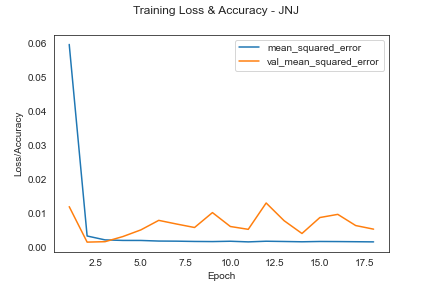 Training Loss & Accuracy - JNJ
mean_squared_error
val_mean_squared_error
Loss/Accuracy
0.06
0.05
0.04
0.03
0.02
0.01
0.00
2.5 5.0 7.5 10.0 12.5 15.0 17.5
Epoch